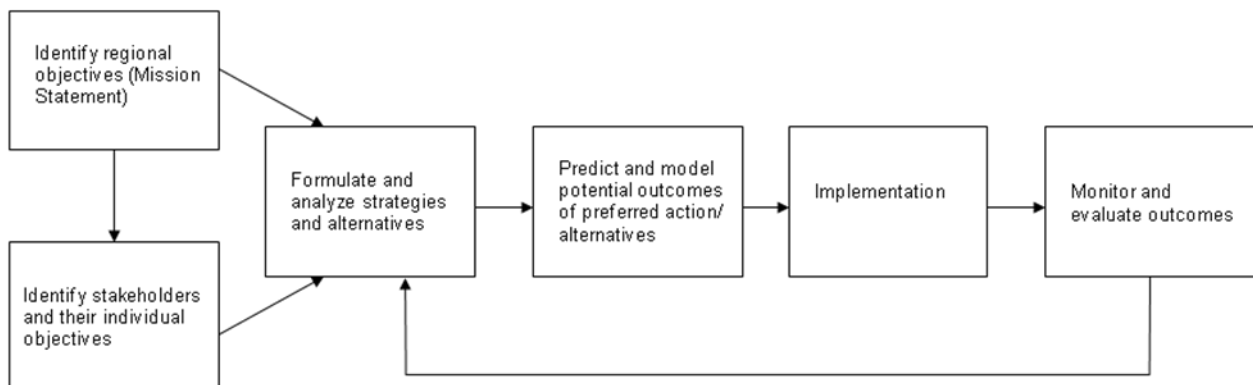 Identify regional
objectives (Mission
Statement)
Identify stakeholders
and their individual
objectives
Formulate and
analyze strategies
and alternatives
Predict and model
potential outcomes
of preferred action/
alternatives
Implementation
Monitor and
evaluate outcomes